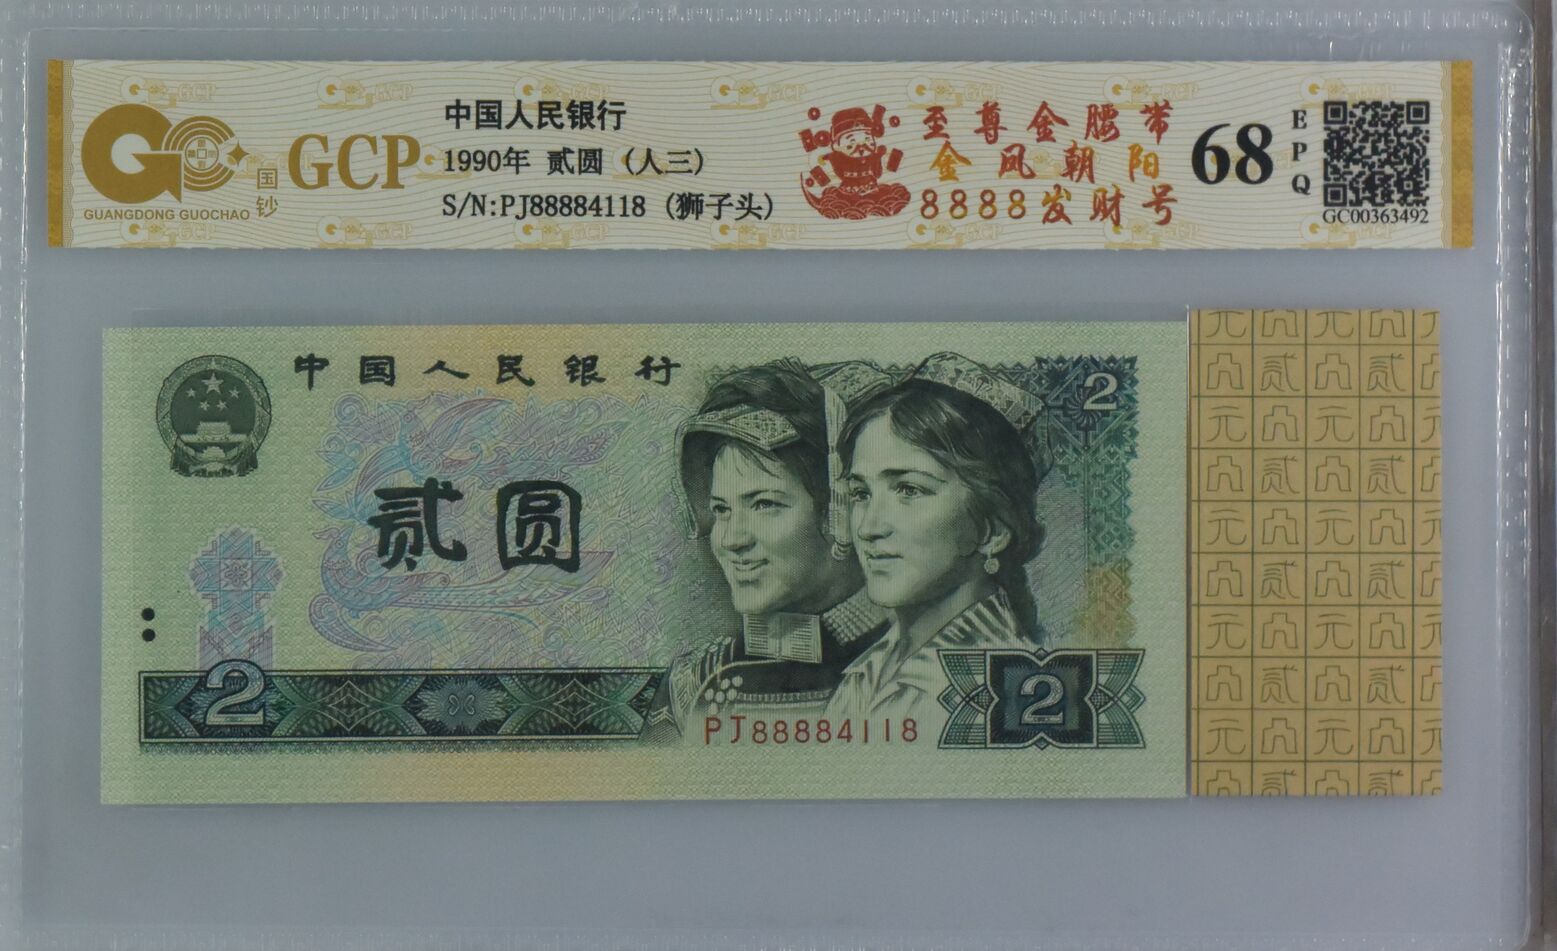 GCP
国钞
GUANGDONG GUOCHAO
中国人民银行
1990年 贰圆 (人三)
S/N:PJ88884118 (狮子头)
至尊金腰带
金凤朝阳
8888发财号
68
EPQ
GC00363492
中国人民银行
2
贰圆
2
PJ88884118
2